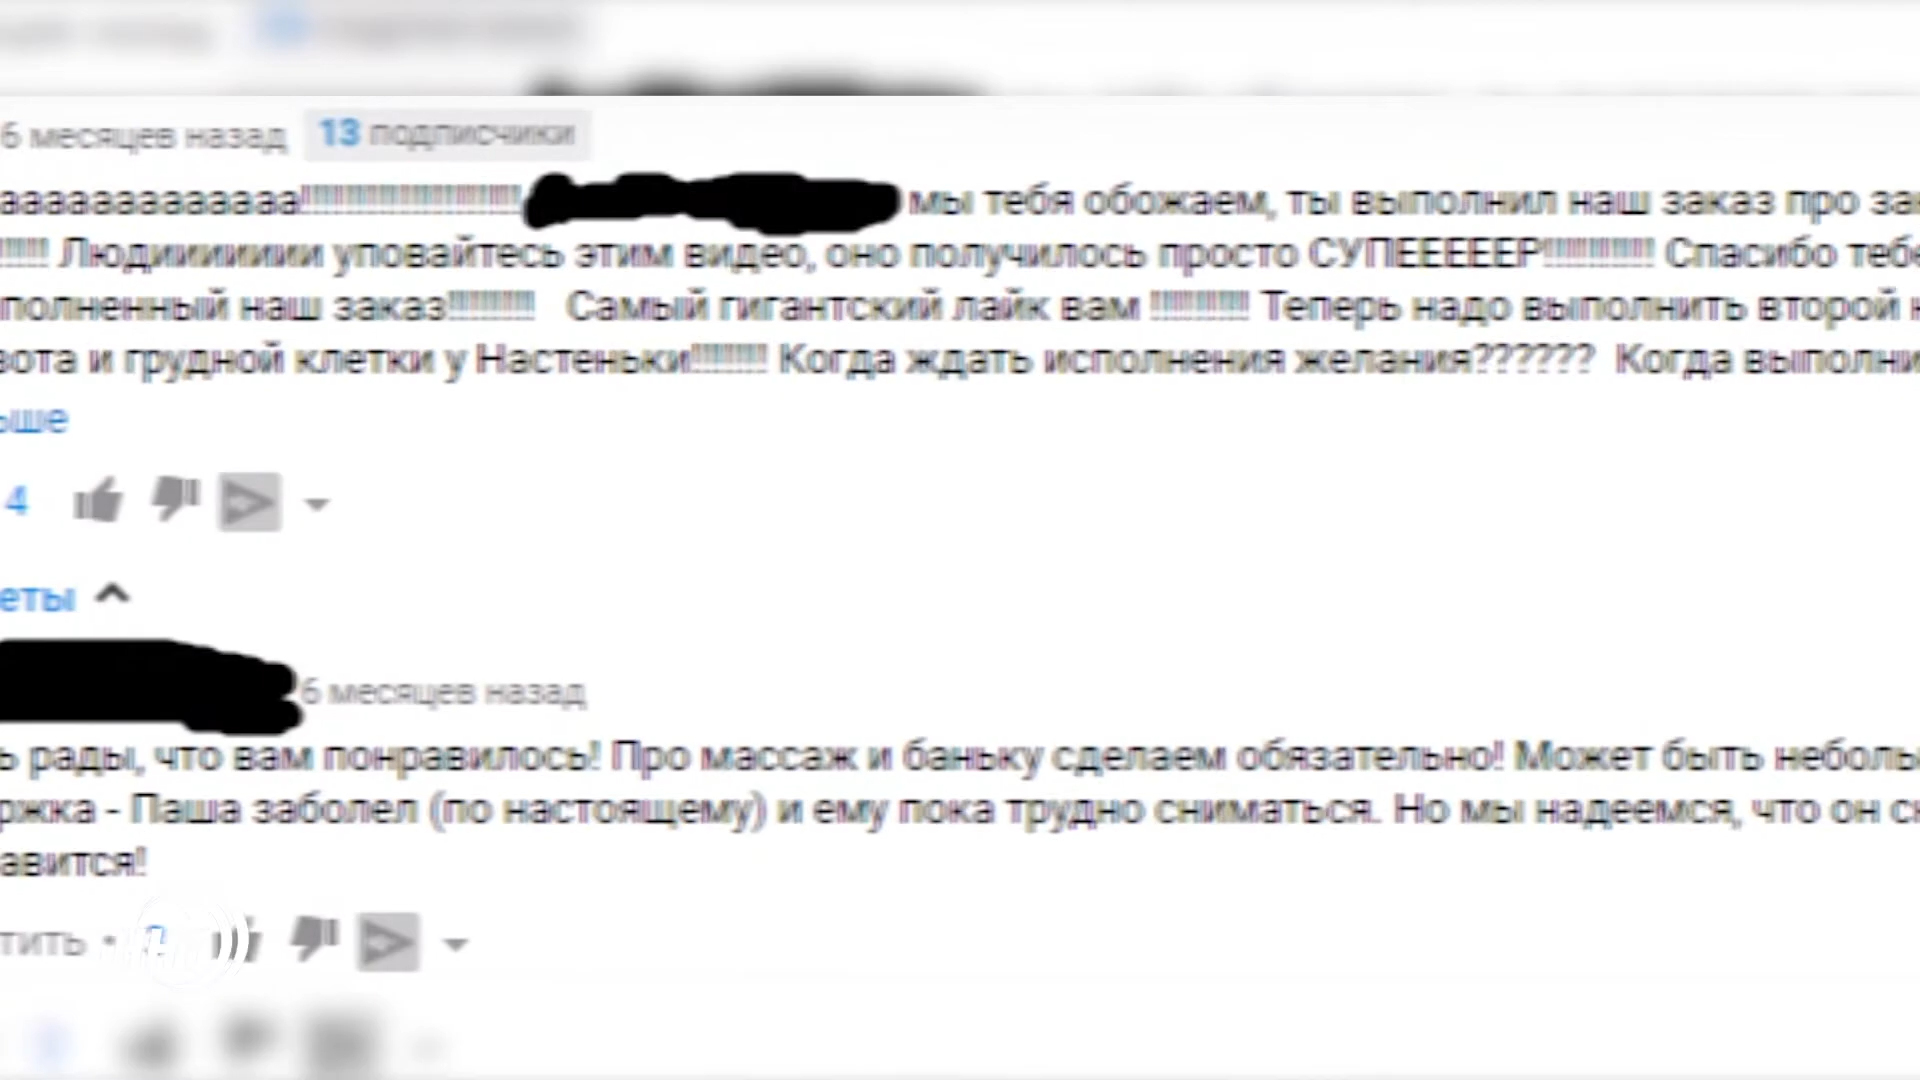 6 месяцев назад 13 подписчики
аааааааааааааа!!!!!!!!!!!!!!!!!!!!!! мы тебя обожаем, ты выполнил наш заказ про за
!!!!! Людиииииии уповайтесь этим видео, оно получилось просто СУПЕЕЕЕЕР!!!!!!!!!!! Спасибо теб
полненный наш заказ!!!!!!!!! Самый гигантский лайк вам !!!!!!!!!! Теперь надо выполнить второй
вота и грудной клетки у Настеньки!!!!!!!! Когда ждать исполнения желания?????? Когда выполни
ьше
4
еты
6 месяцев назад
ь рады, что вам понравилось! Про массаж и баньку сделаем обязательно! Может быть неболь
ржка - Паша заболел (по настоящему) и ему пока трудно сниматься. Но мы надеемся, что он ск
авится!
тить